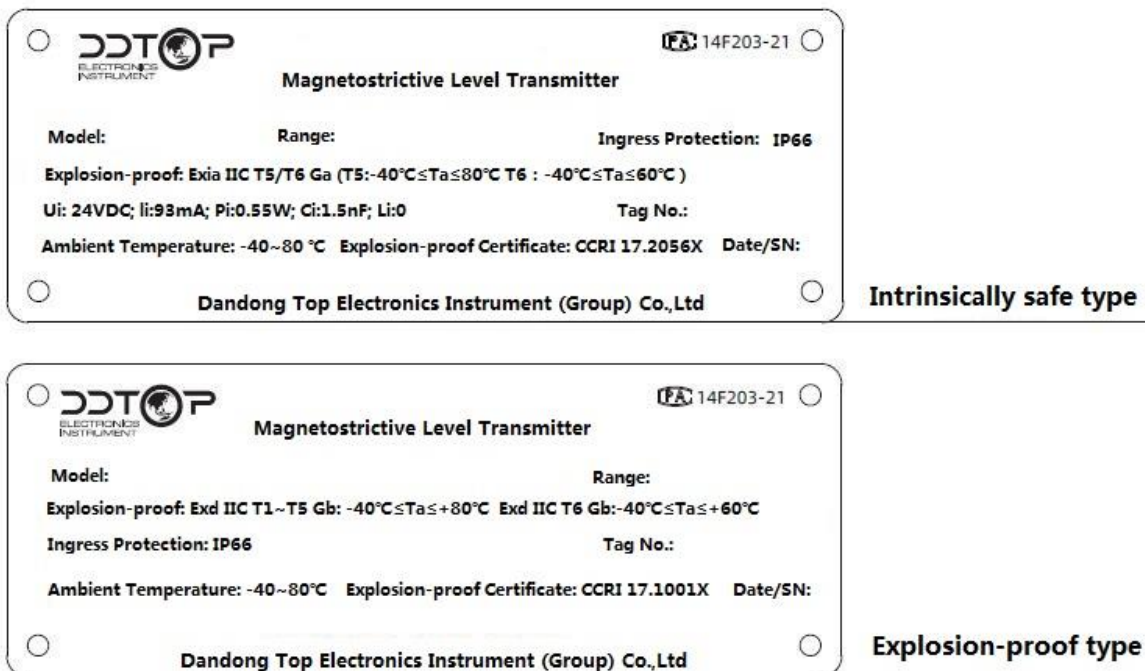 DDTOP 14F203-21
ELECTRONICS
INSTRUMENT
Magnetostrictive Level Transmitter
Model: Range: Ingress Protection: IP66
Explosion-proof: Exia IIC T5/T6 Ga (T5:-40℃≤Ta≤80℃ T6 : -40℃≤Ta≤60℃ )
Ui: 24VDC; li:93mA; Pi:0.55W; Ci:1.5nF; Li:0 Tag No.:
Ambient Temperature: -40~80 ℃ Explosion-proof Certificate: CCRI 17.2056X Date/SN:
Dandong Top Electronics Instrument (Group) Co.,Ltd
Intrinsically safe type
DDTOP 14F203-21
ELECTRONICS
INSTRUMENT
Magnetostrictive Level Transmitter
Model: Range:
Explosion-proof: Exd IIC T1~T5 Gb: -40℃≤Ta≤+80℃ Exd IIC T6 Gb:-40℃≤Ta≤+60℃
Ingress Protection: IP66 Tag No.:
Ambient Temperature: -40~80℃ Explosion-proof Certificate: CCRI 17.1001X Date/SN:
Dandong Top Electronics Instrument (Group) Co.,Ltd
Explosion-proof type